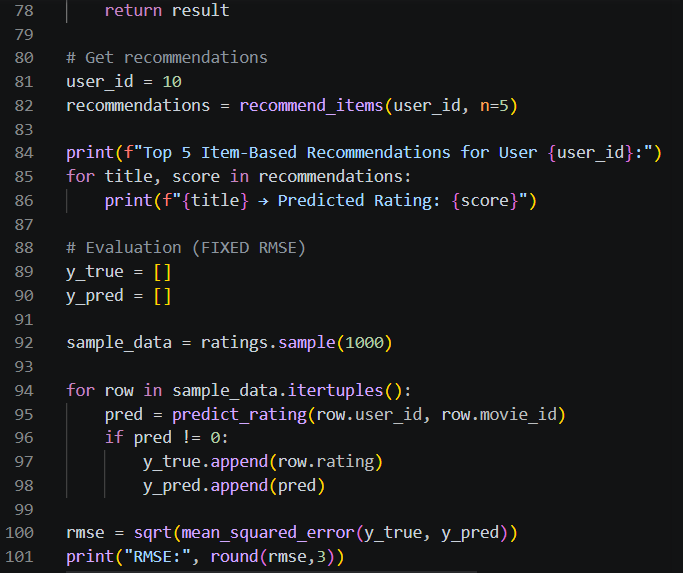 78 return result
79
80 # Get recommendations
81 user_id = 10
82 recommendations = recommend_items(user_id, n=5)
83
84 print(f"Top 5 Item-Based Recommendations for User {user_id}:")
85 for title, score in recommendations:
86 print(f"{title} → Predicted Rating: {score}")
87
88 # Evaluation (FIXED RMSE)
89 y_true = []
90 y_pred = []
91
92 sample_data = ratings.sample(1000)
93
94 for row in sample_data.itertuples():
95 pred = predict_rating(row.user_id, row.movie_id)
96 if pred != 0:
97 y_true.append(row.rating)
98 y_pred.append(pred)
99
100 rmse = sqrt(mean_squared_error(y_true, y_pred))
101 print("RMSE:", round(rmse,3))